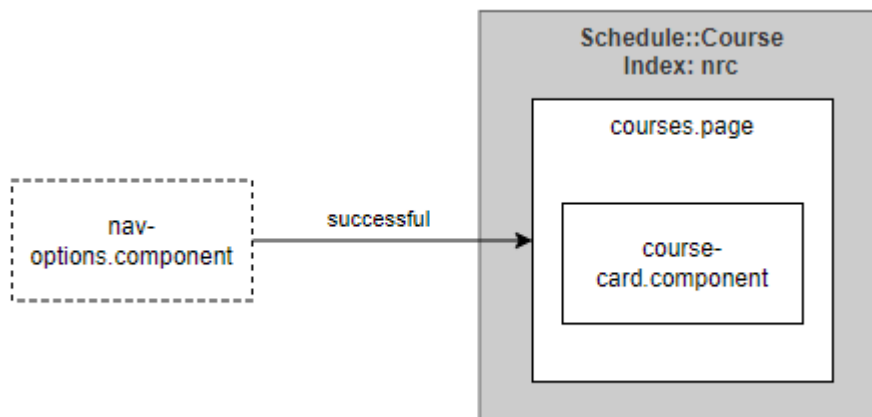 Schedule::Course
Index: nrc
courses.page
nav-
options.component
successful
course-
card.component